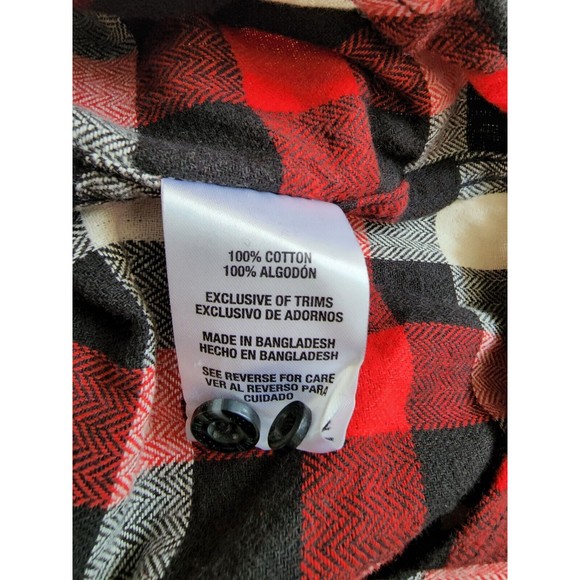 100% COTTON
100% ALGODÓN
EXCLUSIVE OF TRIMS
EXCLUSIVO DE ADORNOS
MADE IN BANGLADESH
HECHO EN BANGLADESH
SEE REVERSE FOR CARE
VER AL REVERSO PARA
CUIDADO